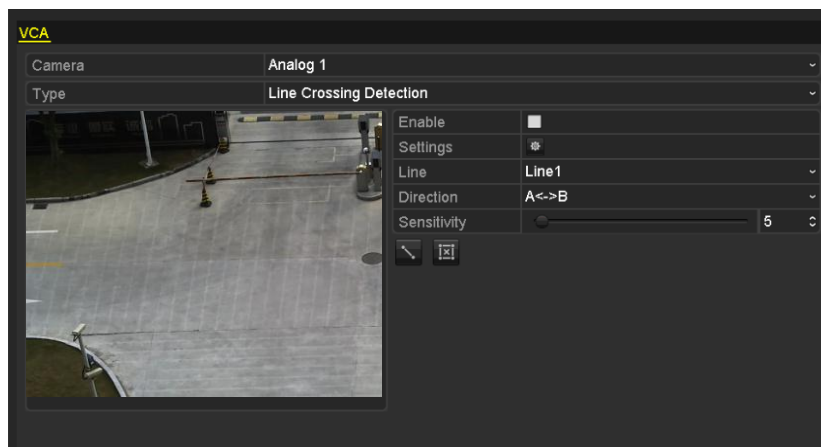 VCA
Camera Analog 1
Type Line Crossing Detection
Enable
Settings
Line Line1
Direction A<->B
Sensitivity 5